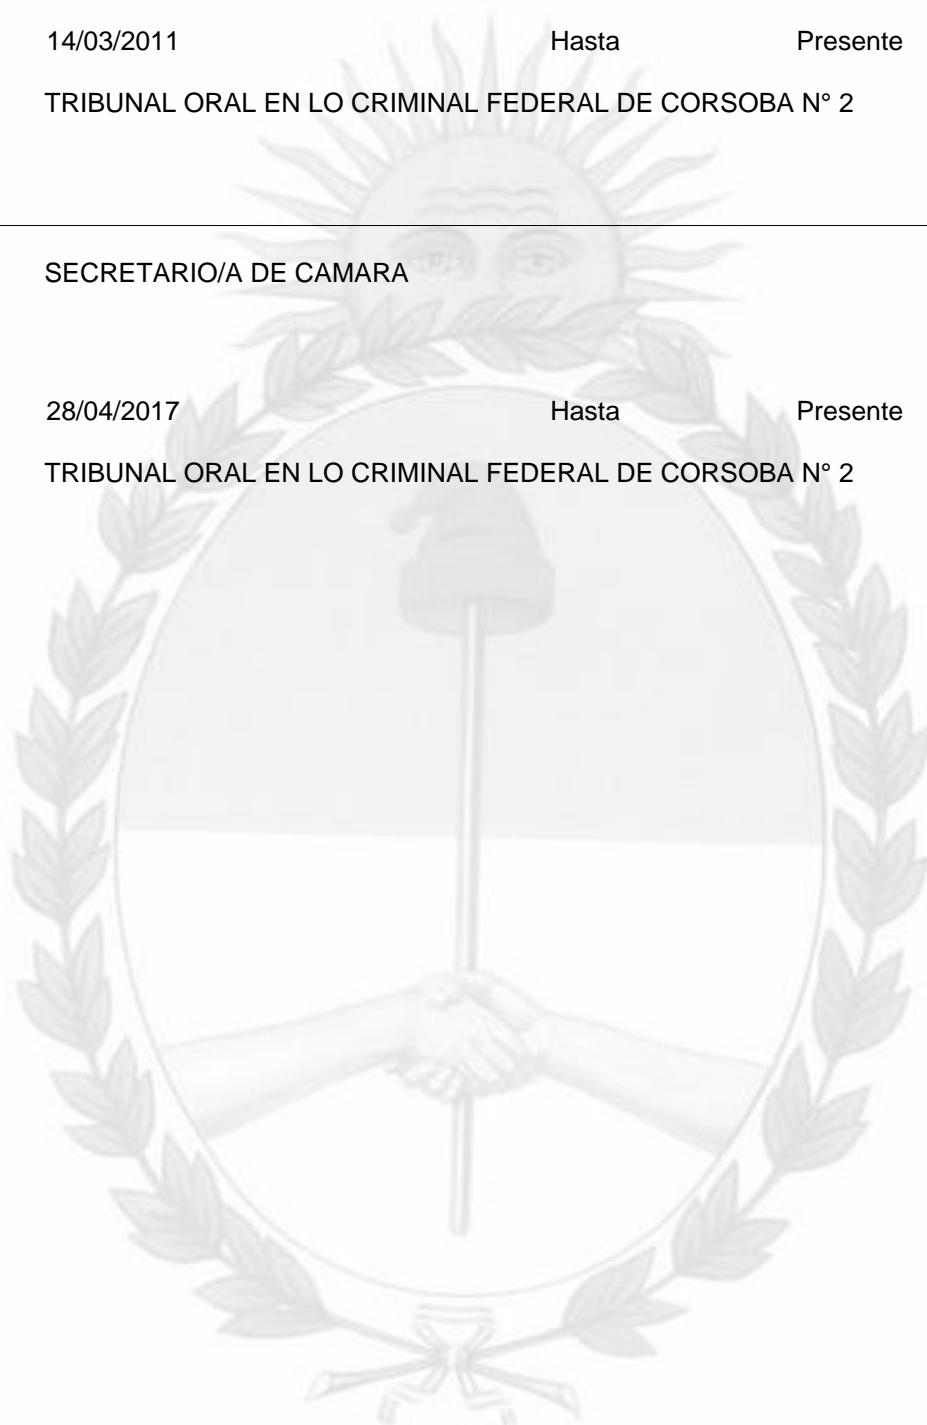 14/03/2011 Hasta Presente
TRIBUNAL ORAL EN LO CRIMINAL FEDERAL DE CORSOBA N° 2
SECRETARIO/A DE CAMARA
28/04/2017 Hasta Presente
TRIBUNAL ORAL EN LO CRIMINAL FEDERAL DE CORSOBA N° 2